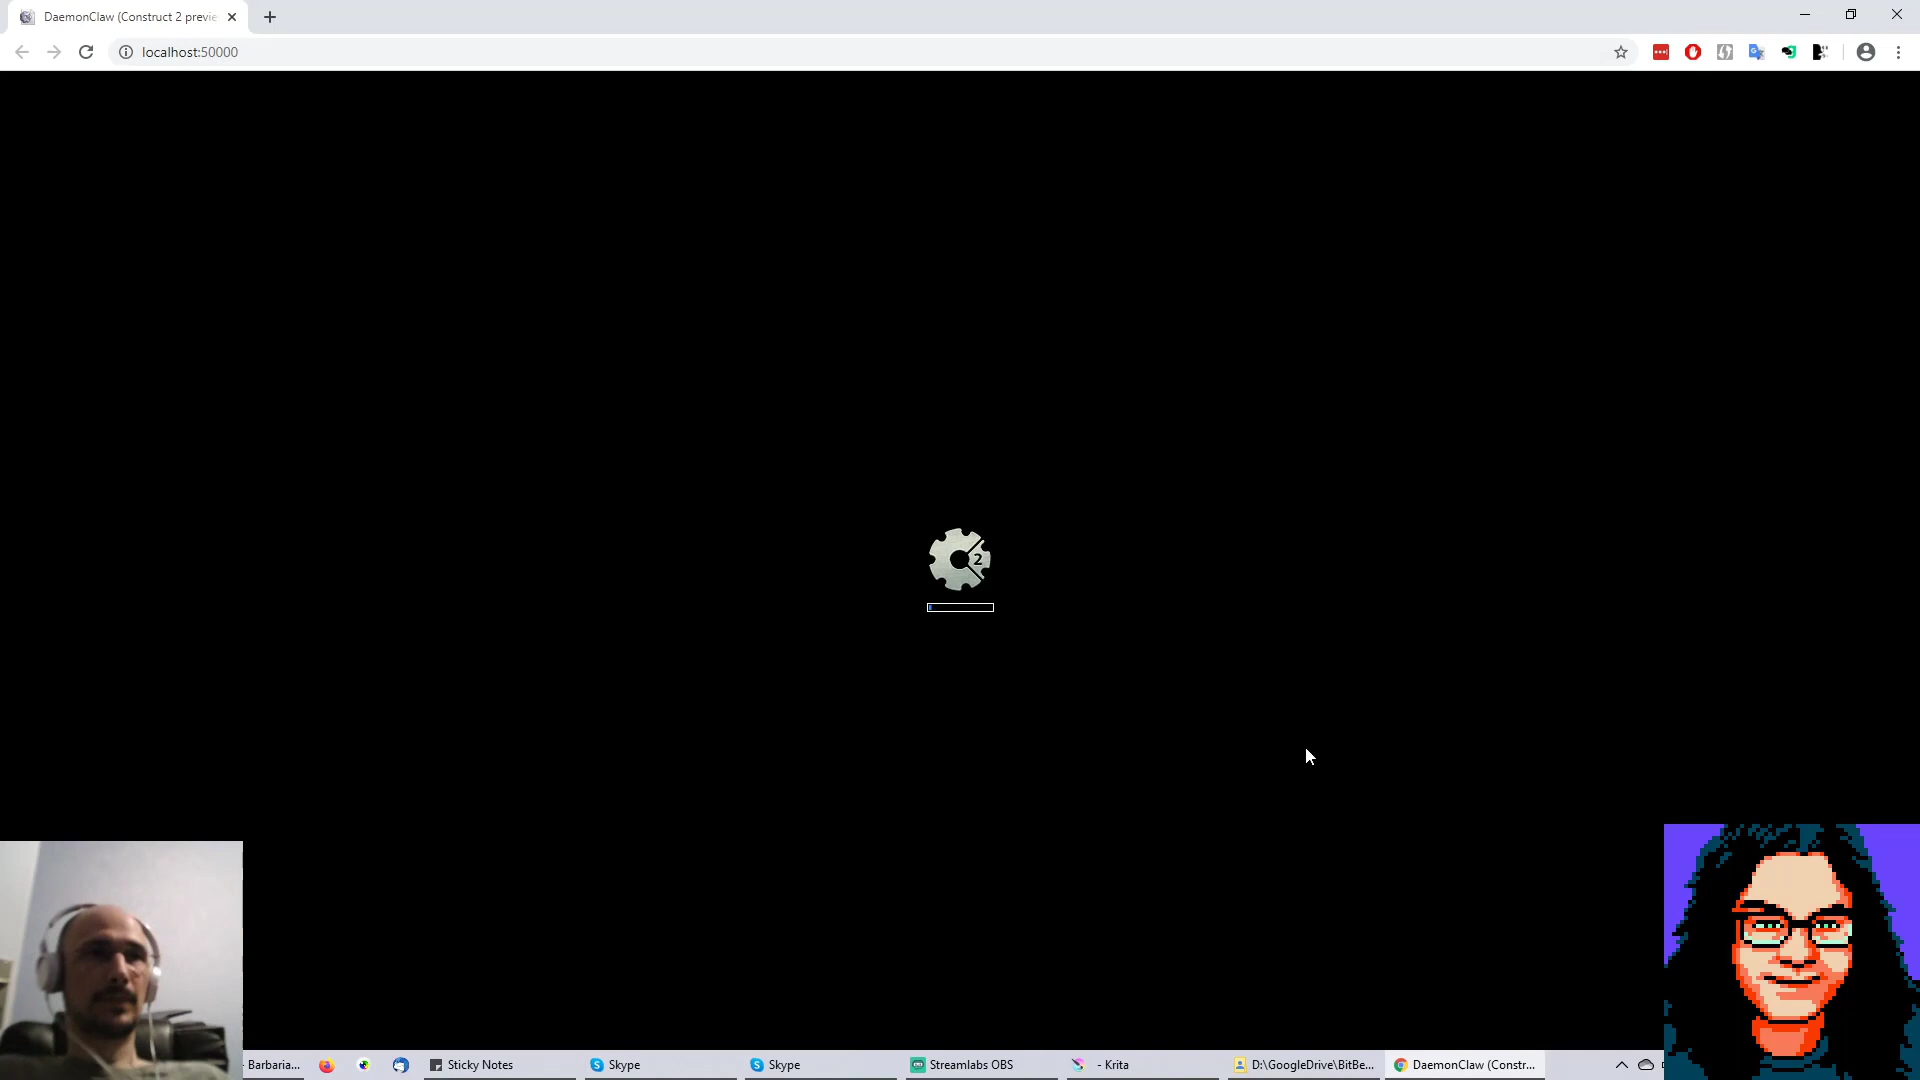 DaemonClaw (Construct 2 previe
localhost:50000
2
Barbaria...
Sticky Notes
Skype
Skype
Streamlabs OBS
- Krita
D:\GoogleDrive\BitBe...
DaemonClaw (Constr...